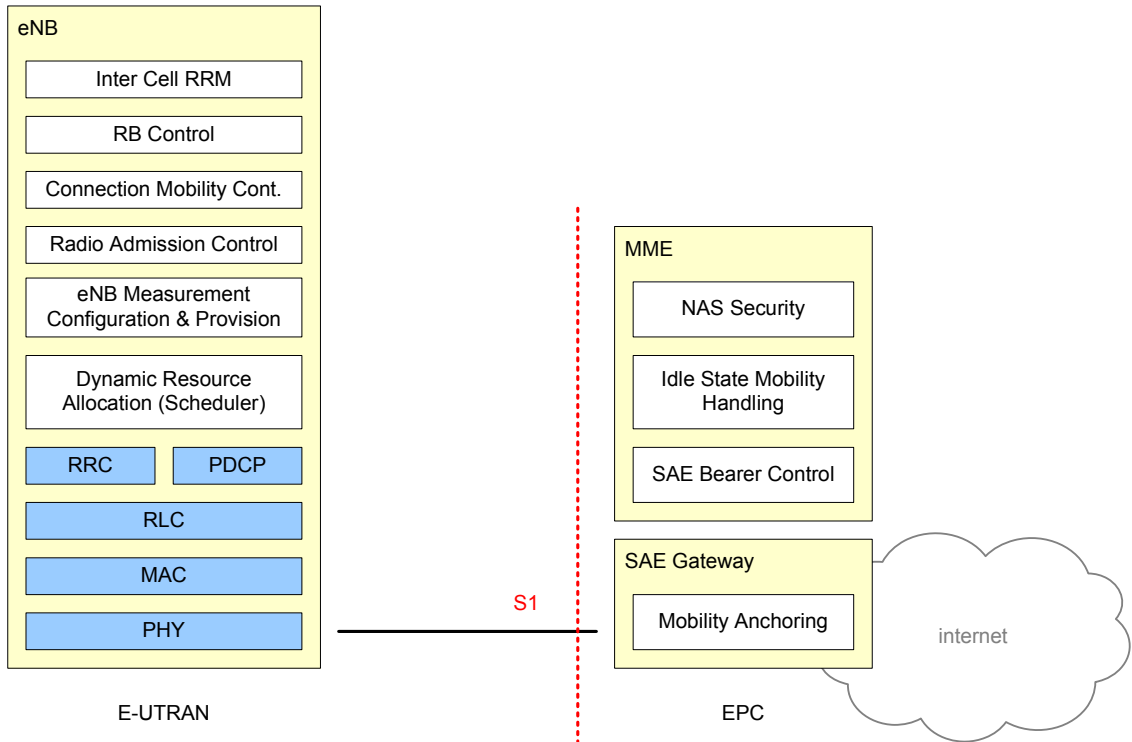 eNB
Inter Cell RRM
RB Control
Connection Mobility Cont.
Radio Admission Control
eNB Measurement
Configuration & Provision
Dynamic Resource
Allocation (Scheduler)
RRC
PDCP
RLC
MAC
PHY
S1
MME
NAS Security
Idle State Mobility
Handling
SAE Bearer Control
SAE Gateway
Mobility Anchoring
internet
E-UTRAN
EPC